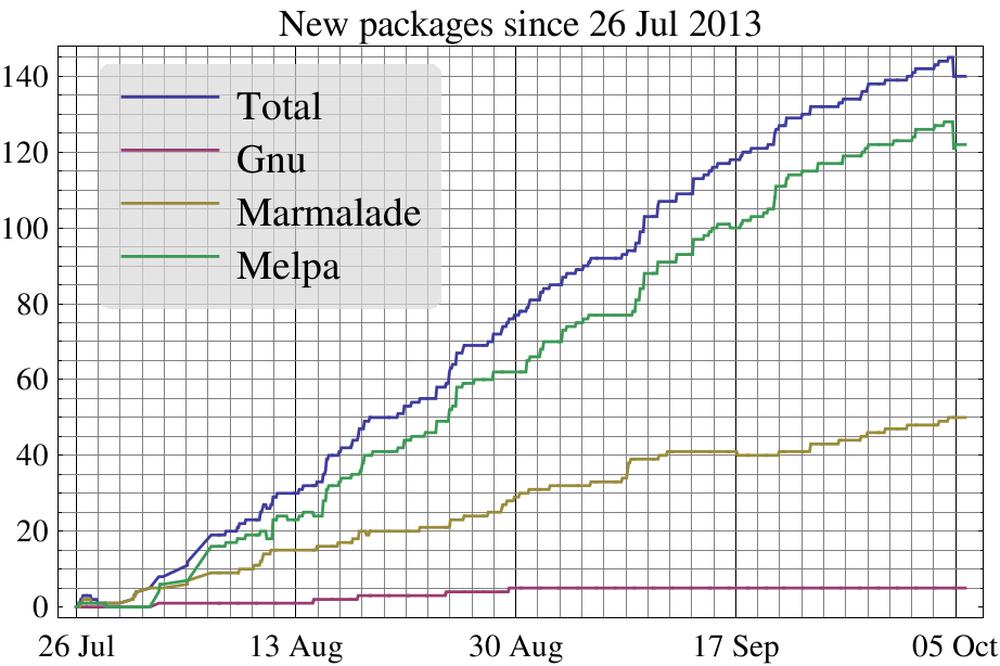 New packages since 26 Jul 2013
140
120
100
80
60
40
20
0
Total
Gnu
Marmalade
Melpa
26 Jul 13 Aug 30 Aug 17 Sep 05 Oct